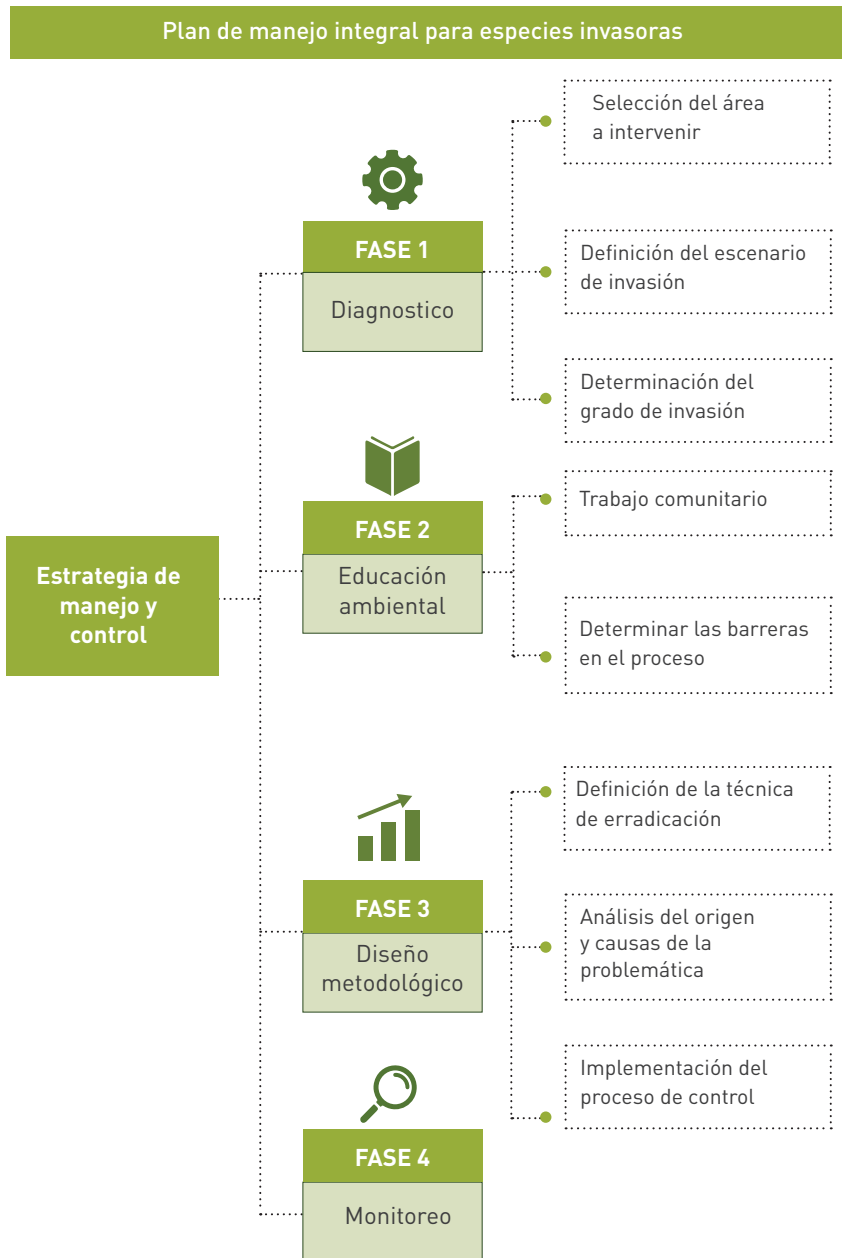 Plan de manejo integral para especies invasoras
Estrategia de
manejo y
control
FASE 1
Diagnostico
Selección del área
a intervenir
Definición del escenario
de invasión
Determinación del
grado de invasión
FASE 2
Educación
ambiental
Trabajo comunitario
Determinar las barreras
en el proceso
FASE 3
Diseño
metodológico
Definición de la técnica
de erradicación
Análisis del origen
y causas de la
problemática
Implementación del
proceso de control
FASE 4
Monitoreo